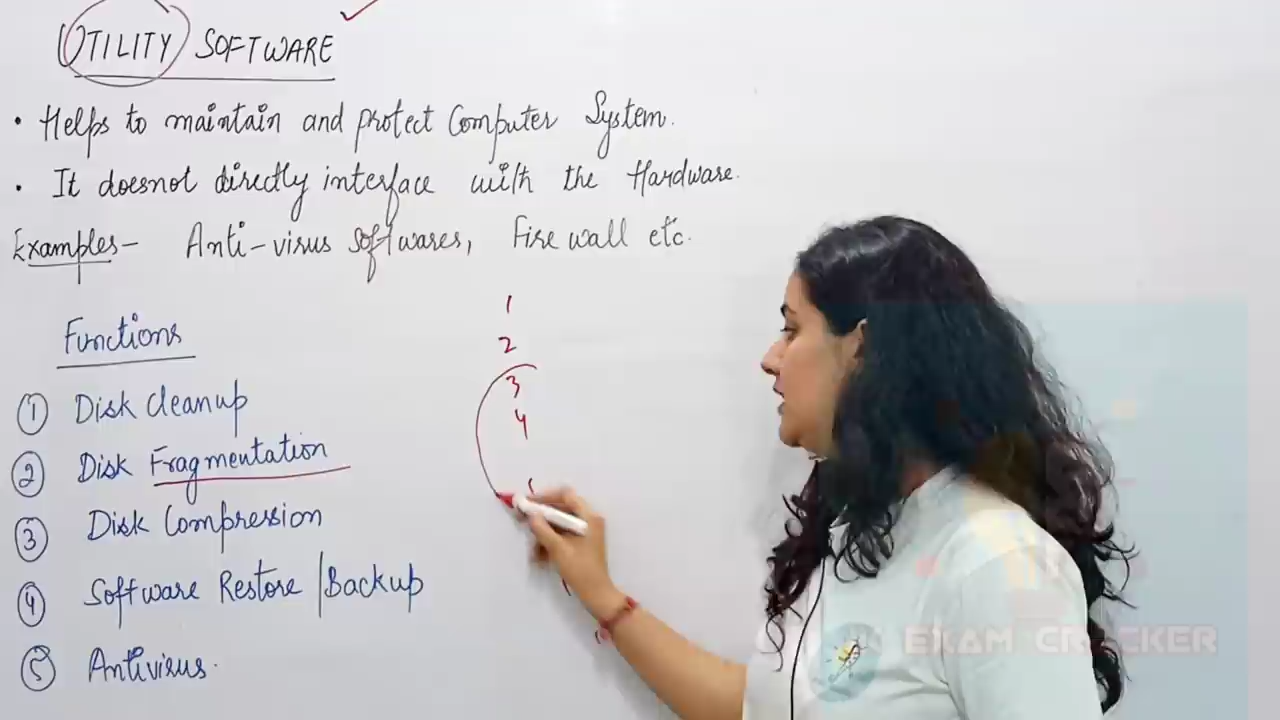 UTILITY SOFTWARE
• Helps to maintain and protect Computer System.
• It doesnot directly interface with the Hardware.
Examples- Anti-virus Softwares, Firewall etc.
Functions
1 Disk Cleanup
2 Disk Fragmentation
3 Disk Compression
4 Software Restore / Backup
5 Antivirus.
1
2
3
4
EXAM CRACKER